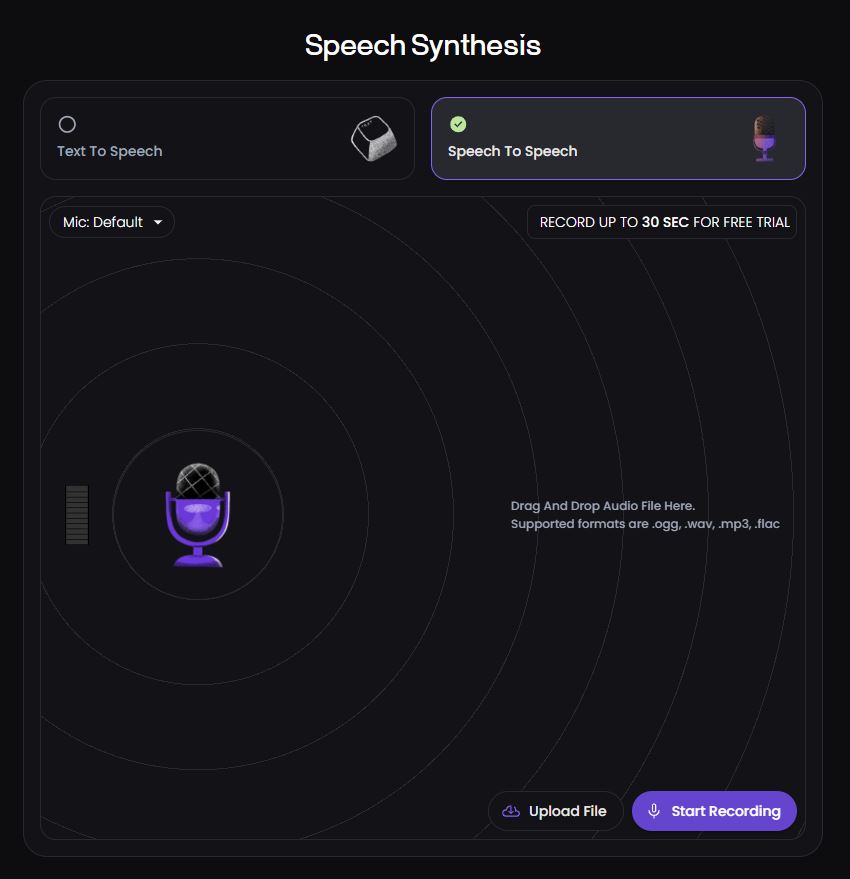 Speech Synthesis
Text To Speech
Speech To Speech
Mic: Default
RECORD UP TO 30 SEC FOR FREE TRIAL
Drag And Drop Audio File Here.
Supported formats are .ogg, .wav, .mp3, .flac
Upload File
Start Recording